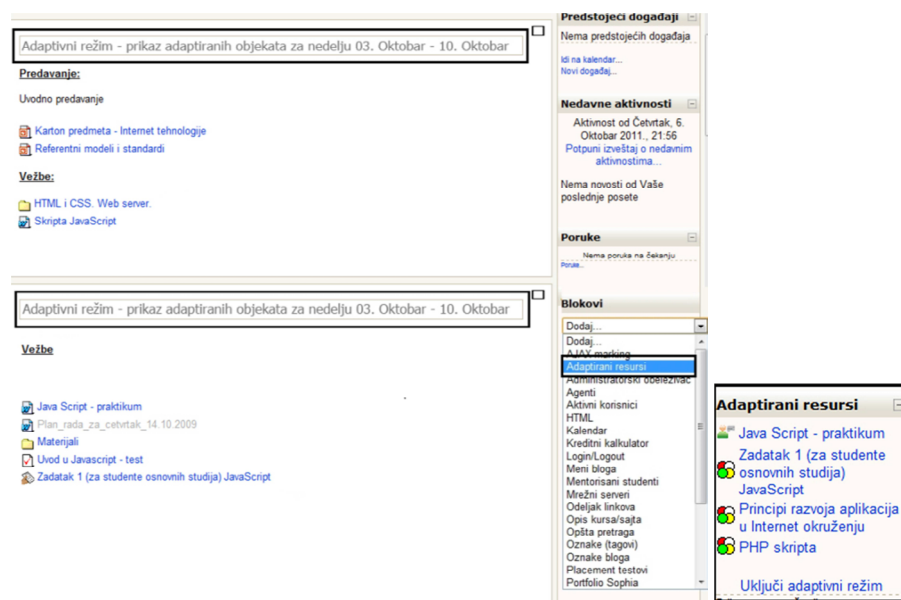 Adaptivni režim - prikaz adaptiranih objekata za nedelju 03. Oktobar - 10. Oktobar
Predavanje:
Uvodno predavanje
Karton predmeta - Internet tehnologije
Referentni modeli i standardi
Vežbe:
HTML i CSS. Web server.
Skripta JavaScript
Adaptivni režim - prikaz adaptiranih objekata za nedelju 03. Oktobar - 10. Oktobar
Vežbe
Java Script - praktikum
Plan_rada_za_cetvrtak_14.10.2009
Materijali
Uvod u Javascript - test
Zadatak 1 (za studente osnovnih studija) JavaScript
Predstojeći događaji
Nema predstojećih događaja
Idi na kalendar...
Novi događaj...
Nedavne aktivnosti
Aktivnost od Četvrtak, 6.
Oktobar 2011., 21:56
Potpuni izveštaj o nedavnim
aktivnostima...
Nema novosti od Vaše
poslednje posete
Poruke
Nema poruka na čekanju
Poruke...
Blokovi
Dodaj...
Dodaj...
AJAX marking
Adaptirani resursi
Administratorski obeleživač
Agenti
Aktivni korisnici
HTML
Kalendar
Kreditni kalkulator
Login/Logout
Meni bloga
Mentorisani studenti
Mrežni serveri
Odeljak linkova
Opis kursa/sajta
Opšta pretraga
Oznake (tagovi)
Oznake bloga
Placement testovi
Portfolio Sophia
Adaptirani resursi
Java Script - praktikum
Zadatak 1 (za studente
osnovnih studija)
JavaScript
Principi razvoja aplikacija
u Internet okruženju
PHP skripta
Uključi adaptivni režim